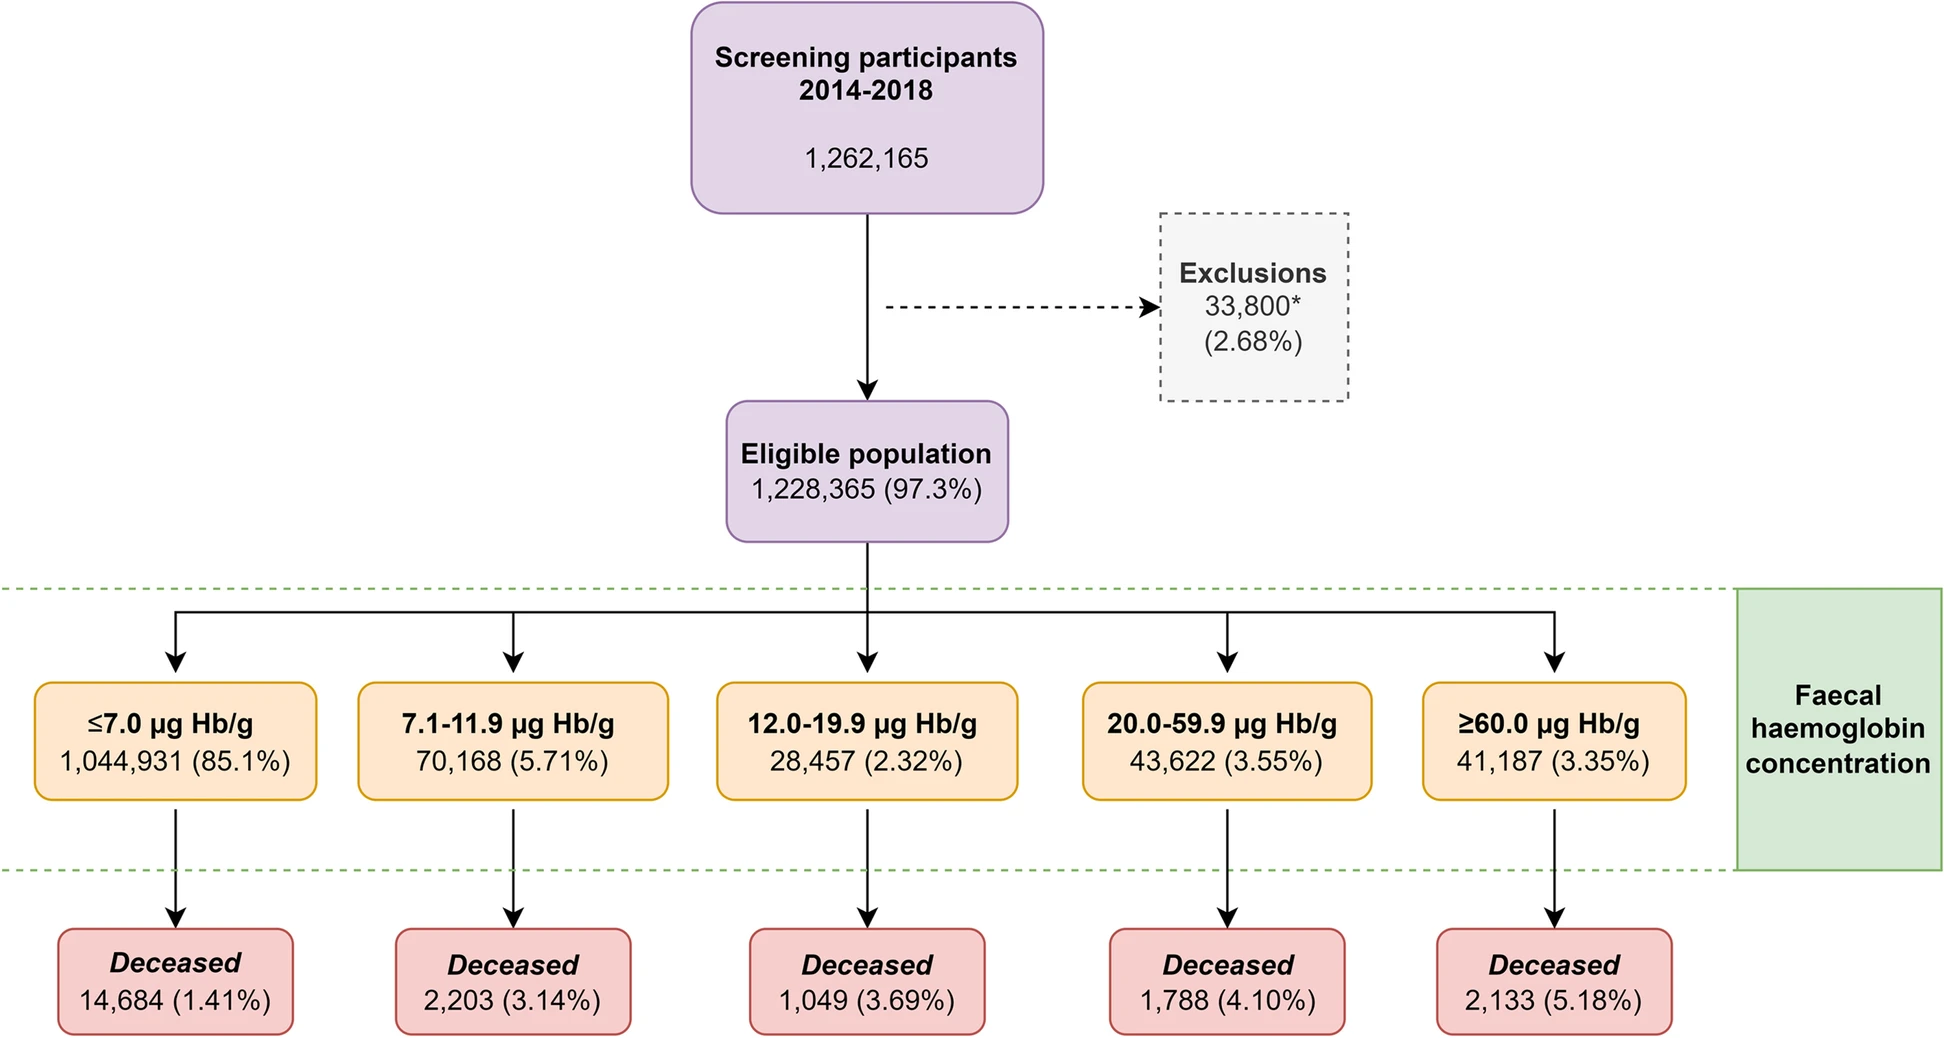 Screening participants
2014-2018
1,262,165
Exclusions
33,800*
(2.68%)
Eligible population
1,228,365 (97.3%)
≤7.0 µg Hb/g
1,044,931 (85.1%)
7.1-11.9 µg Hb/g
70,168 (5.71%)
12.0-19.9 µg Hb/g
28,457 (2.32%)
20.0-59.9 µg Hb/g
43,622 (3.55%)
≥60.0 µg Hb/g
41,187 (3.35%)
Faecal
haemoglobin
concentration
Deceased
14,684 (1.41%)
Deceased
2,203 (3.14%)
Deceased
1,049 (3.69%)
Deceased
1,788 (4.10%)
Deceased
2,133 (5.18%)